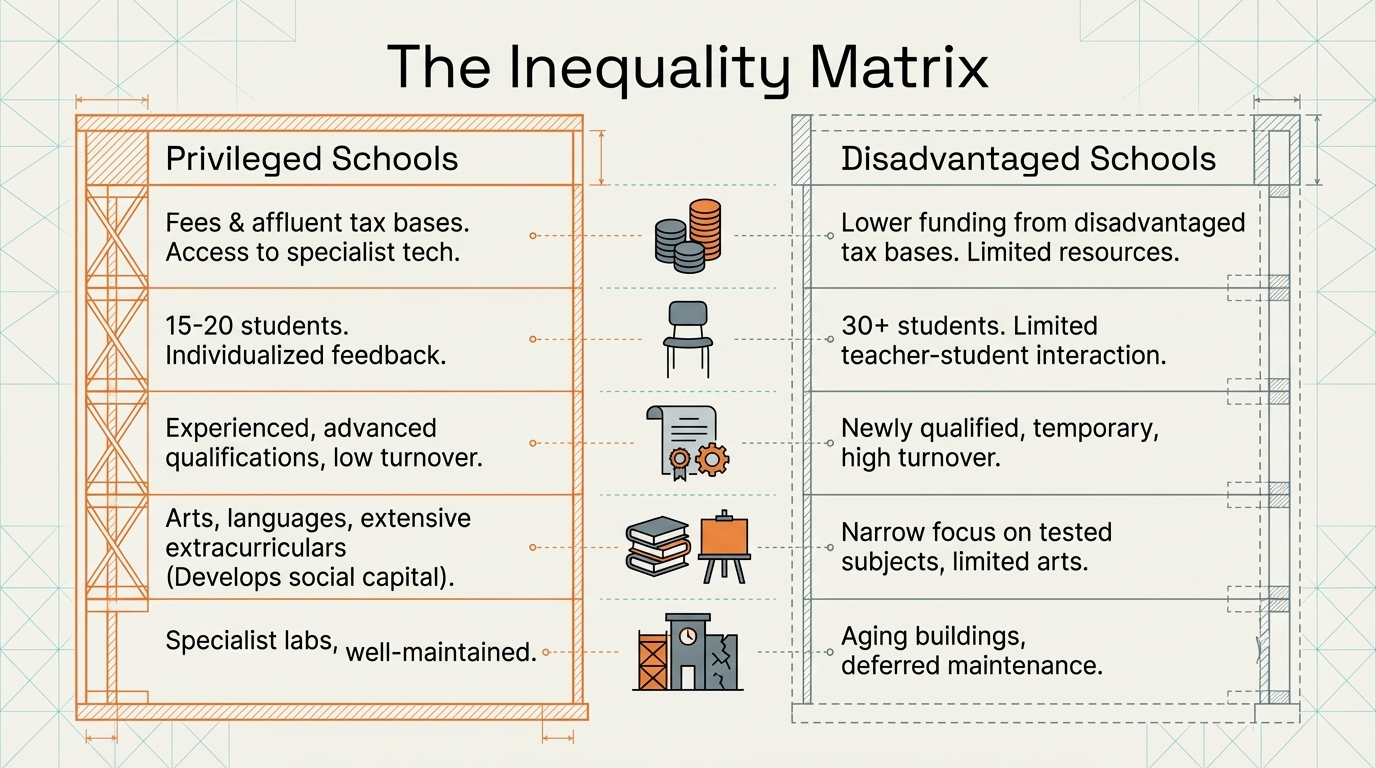 The Inequality Matrix
Privileged Schools
Disadvantaged Schools
Fees & affluent tax bases.
Access to specialist tech.
Lower funding from disadvantaged
tax bases. Limited resources.
15-20 students.
Individualized feedback.
30+ students. Limited
teacher-student interaction.
Experienced, advanced
qualifications, low turnover.
Newly qualified, temporary,
high turnover.
Arts, languages, extensive
extracurriculars
(Develops social capital).
Narrow focus on tested
subjects, limited arts.
Specialist labs, well-maintained.
Aging buildings,
deferred maintenance.